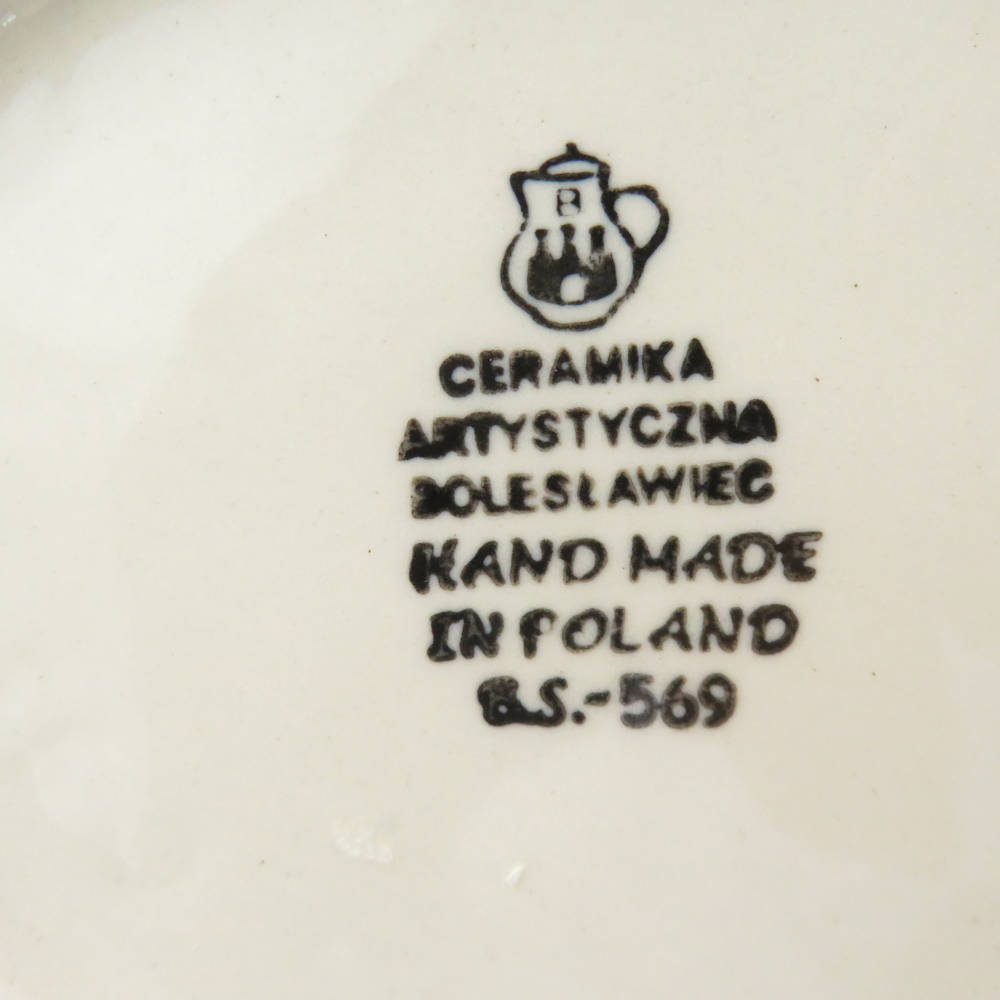 B
CERAMIKA
ARTYSTYCZNA
BOLESŁAWIEC
HAND MADE
IN POLAND
B.S.-569